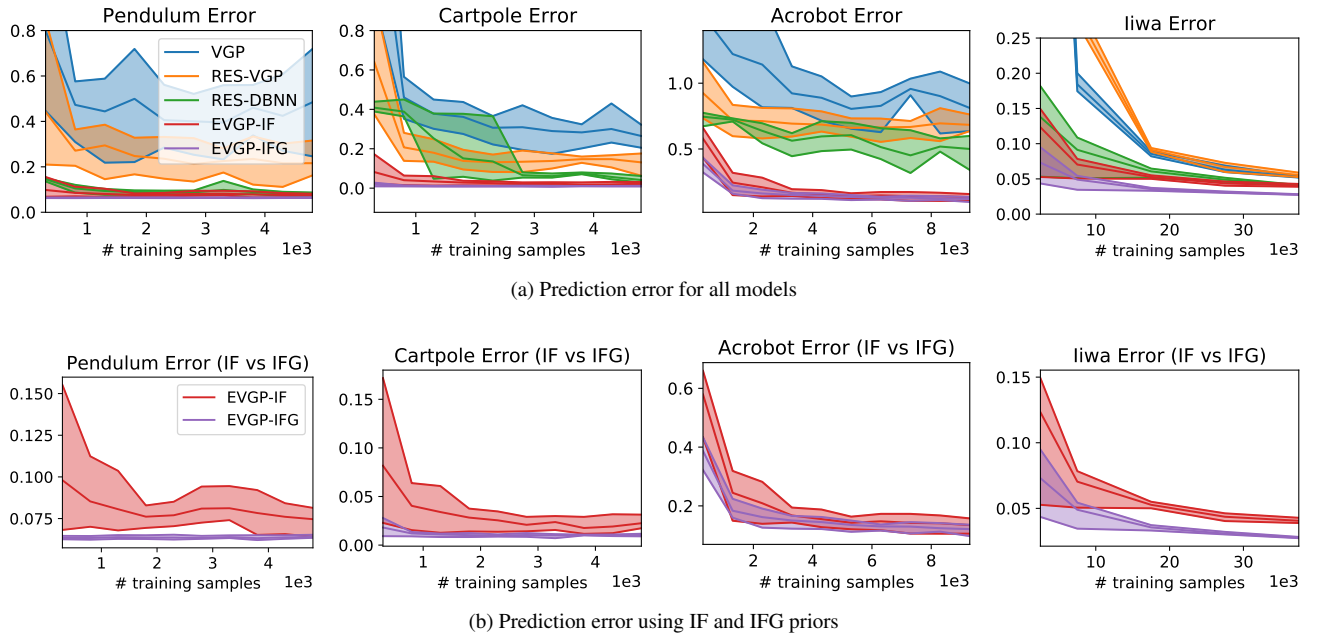 Pendulum Error
Cartpole Error
Acrobot Error
Iiwa Error
0.8
0.6
0.4
0.2
0.0
VGP
RES-VGP
RES-DBNN
EVGP-IF
EVGP-IFG
1 2 3 4
# training samples 1e3
0.8
0.6
0.4
0.2
0.0
1 2 3 4
# training samples 1e3
1.0
0.5
2 4 6 8
# training samples 1e3
0.25
0.20
0.15
0.10
0.05
0.00
10 20 30
# training samples 1e3
(a) Prediction error for all models
Pendulum Error (IF vs IFG)
Cartpole Error (IF vs IFG)
Acrobot Error (IF vs IFG)
Iiwa Error (IF vs IFG)
0.150
0.125
0.100
0.075
EVGP-IF
EVGP-IFG
2 4
# training samples 1e3
0.15
0.10
0.05
0.00
1 2 3 4
# training samples 1e3
0.6
0.4
0.2
2 4 6 8
# training samples 1e3
0.15
0.10
0.05
10 20 30
# training samples 1e3
(b) Prediction error using IF and IFG priors